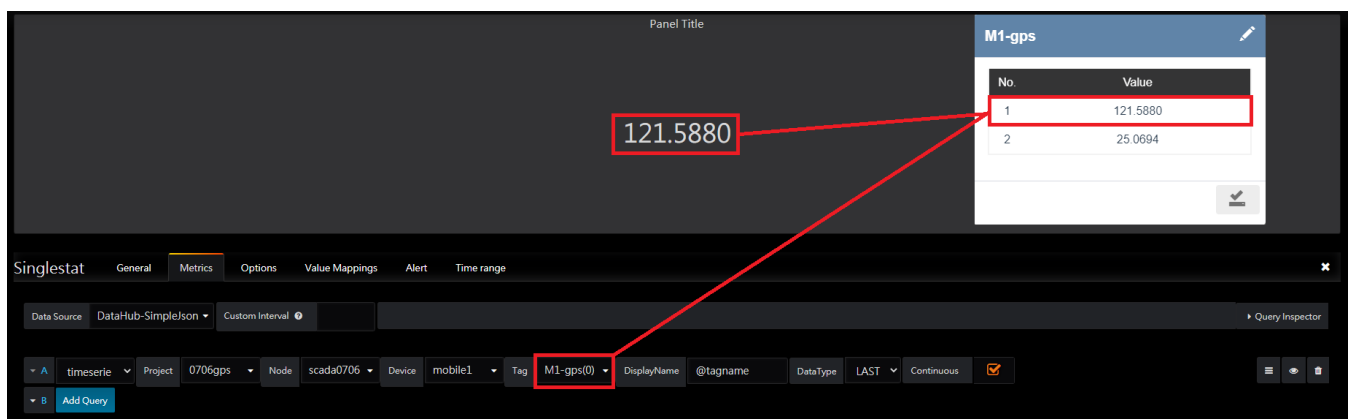 Panel Title
121.5880
M1-gps
No. Value
1 121.5880
2 25.0694
Singlestat General Metrics Options Value Mappings Alert Time range
Data Source DataHub-SimpleJson Custom Interval Query Inspector
A timeserie Project 0706gps Node scada0706 Device mobile1 Tag M1-gps(0) DisplayName @tagname DataType LAST Continuous
B Add Query